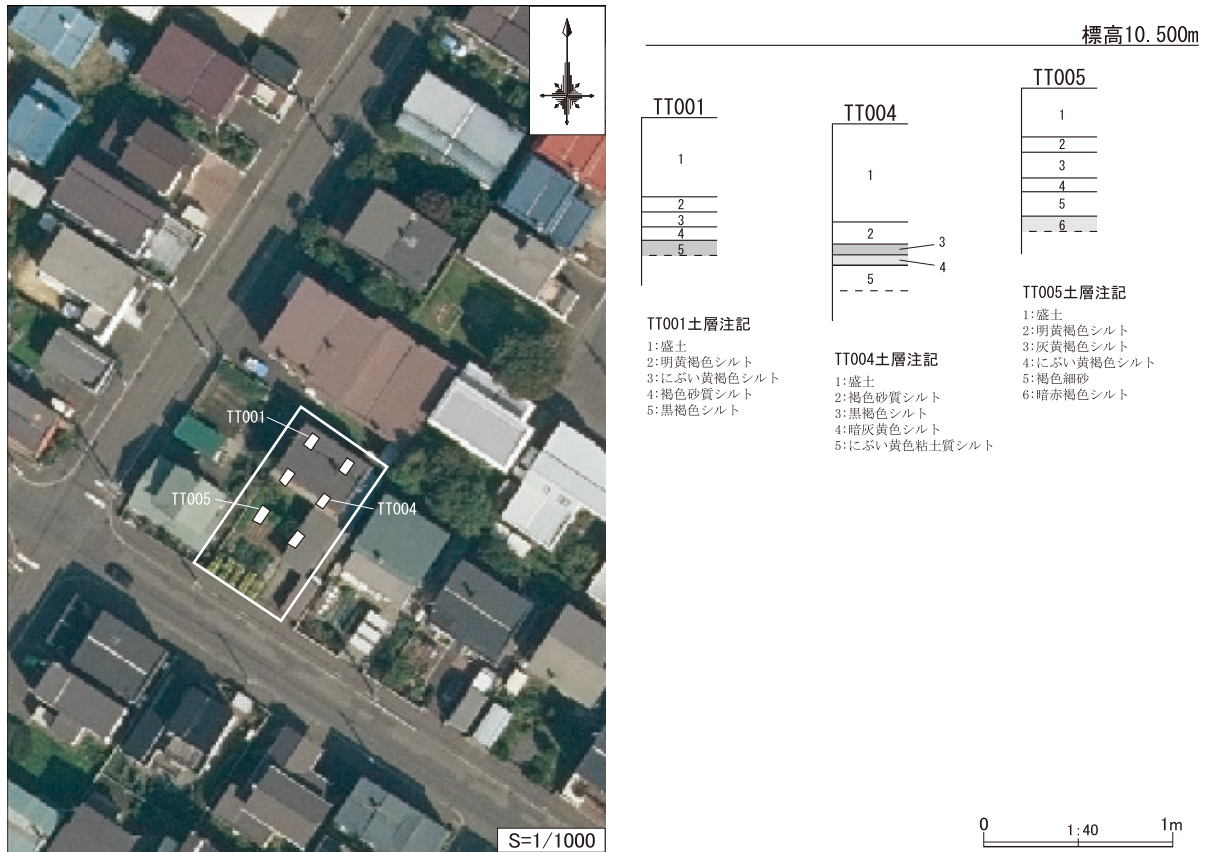 TT001
TT005
TT004
S=1/1000
標高10.500m
TT001
1
2
3
4
5
TT001土層注記
1:盛土
2:明黄褐色シルト
3:にぶい黄褐色シルト
4:褐色砂質シルト
5:黒褐色シルト
TT004
1
2
3
4
5
TT004土層注記
1:盛土
2:褐色砂質シルト
3:黒褐色シルト
4:暗灰黄色シルト
5:にぶい黄色粘土質シルト
TT005
1
2
3
4
5
6
TT005土層注記
1:盛土
2:明黄褐色シルト
3:灰黄褐色シルト
4:にぶい黄褐色シルト
5:褐色細砂
6:暗赤褐色シルト
0 1:40 1m